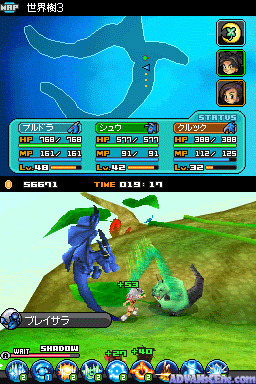 MAP 世界樹3
STATUS
ブルドラ シュウ クルック
HP 768/768 HP 577/577 HP 388/388
MP 161/161 MP 91/91 MP 112/125
Lv.48 Lv.42 Lv.32
56671 TIME 019:17
+53
ブレイサラ
WAIT SHADOW
+27 +40
ADVANsCEne.com